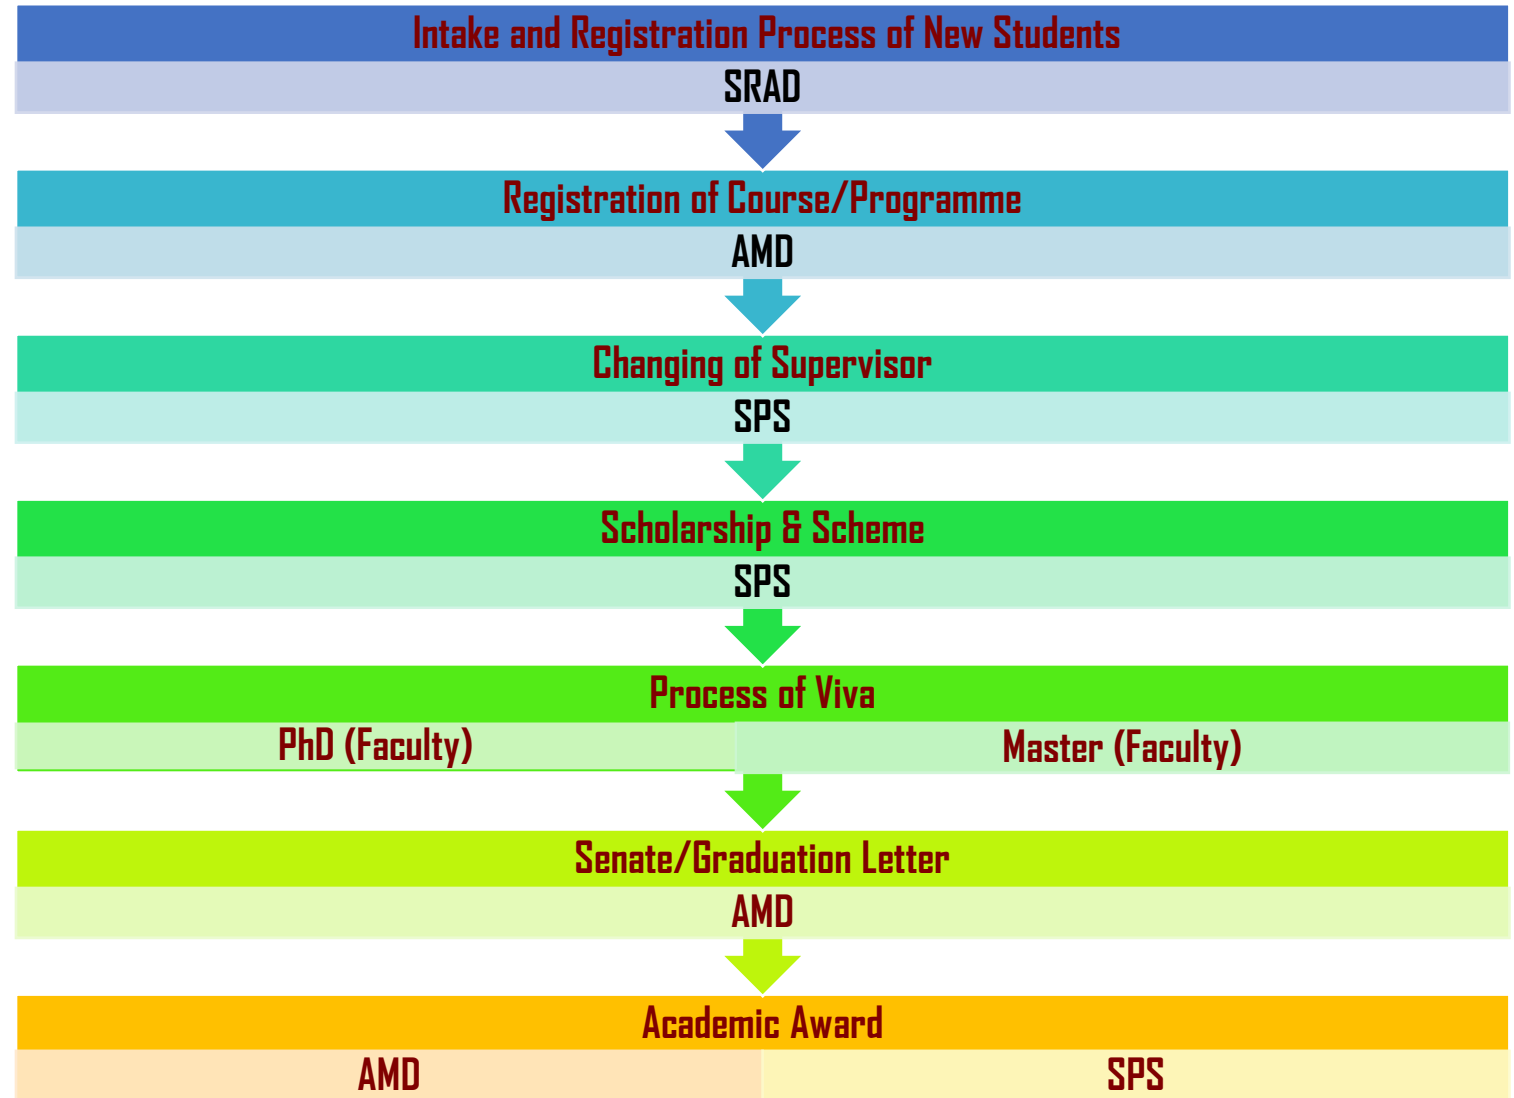 Intake and Registration Process of New Students
SRAD
Registration of Course/Programme
AMD
Changing of Supervisor
SPS
Scholarship & Scheme
SPS
Process of Viva
PhD (Faculty)
Master (Faculty)
Senate/Graduation Letter
AMD
Academic Award
AMD
SPS